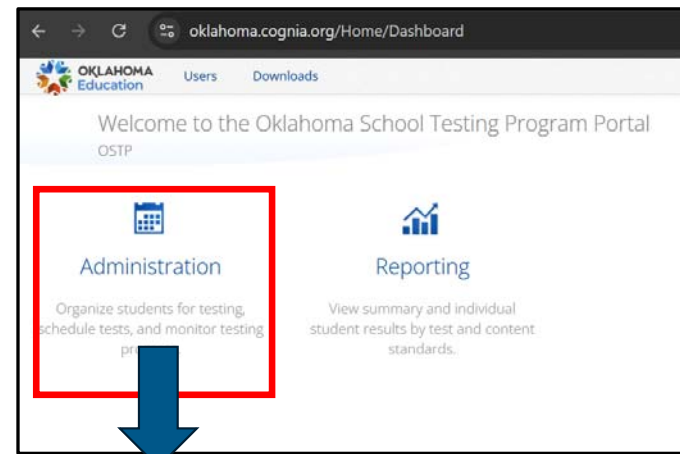 oklahoma.cognia.org/Home/Dashboard
OKLAHOMA
Education
Users Downloads
Welcome to the Oklahoma School Testing Program Portal
OSTP
Administration
Organize students for testing,
schedule tests, and monitor testing
Reporting
View summary and individual
student results by test and content
standards.